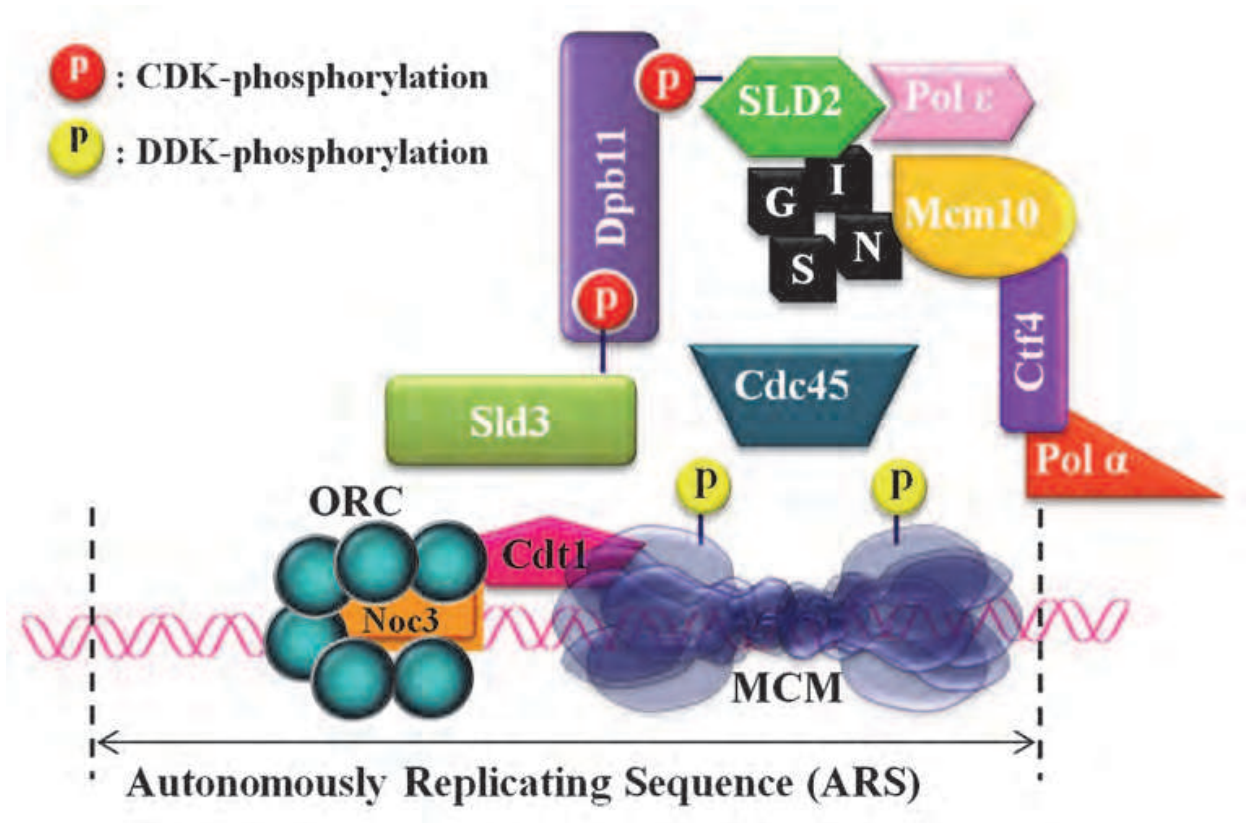 P : CDK-phosphorylation
P : DDK-phosphorylation
P
SLD2
Pol ε
Dpb11
G
I
N
S
Mcm10
P
Ctf4
Cdc45
Sld3
Pol α
P
P
ORC
Cdt1
Noc3
MCM
Autonomously Replicating Sequence (ARS)